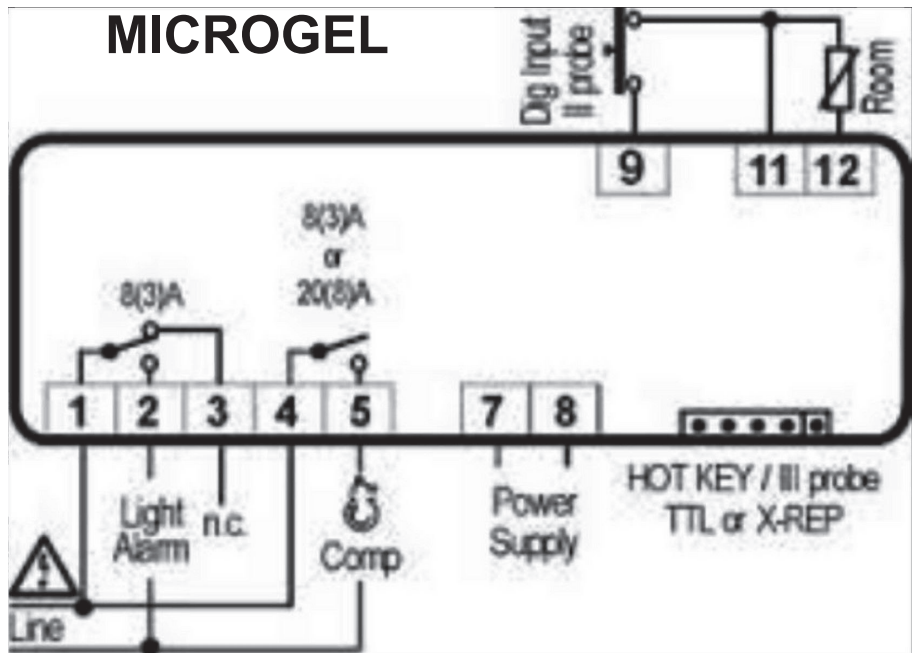 MICROGEL
Dig Input
II probe
Room
9 11 12
8(3)A
or
20(8)A
8(3)A
1 2 3 4 5 7 8
Light
Alarm
n.c.
Comp
Power
Supply
HOT KEY / III probe
TTL or X-REP
Line